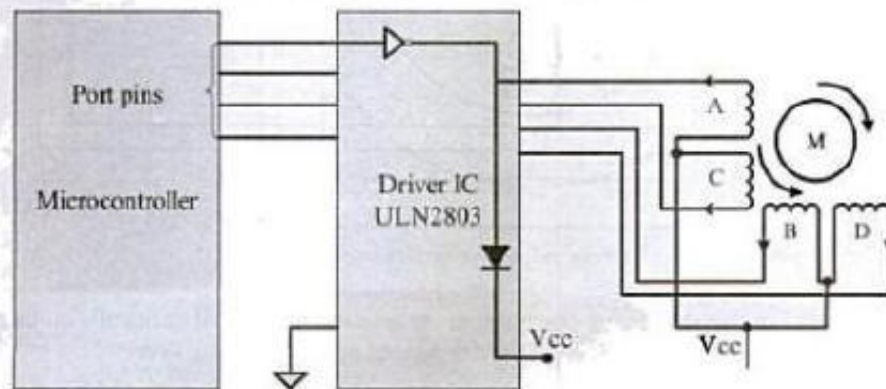 Port pins
Microcontroller
Driver IC
ULN2803
Vcc
A
C
B
D
M
Vcc